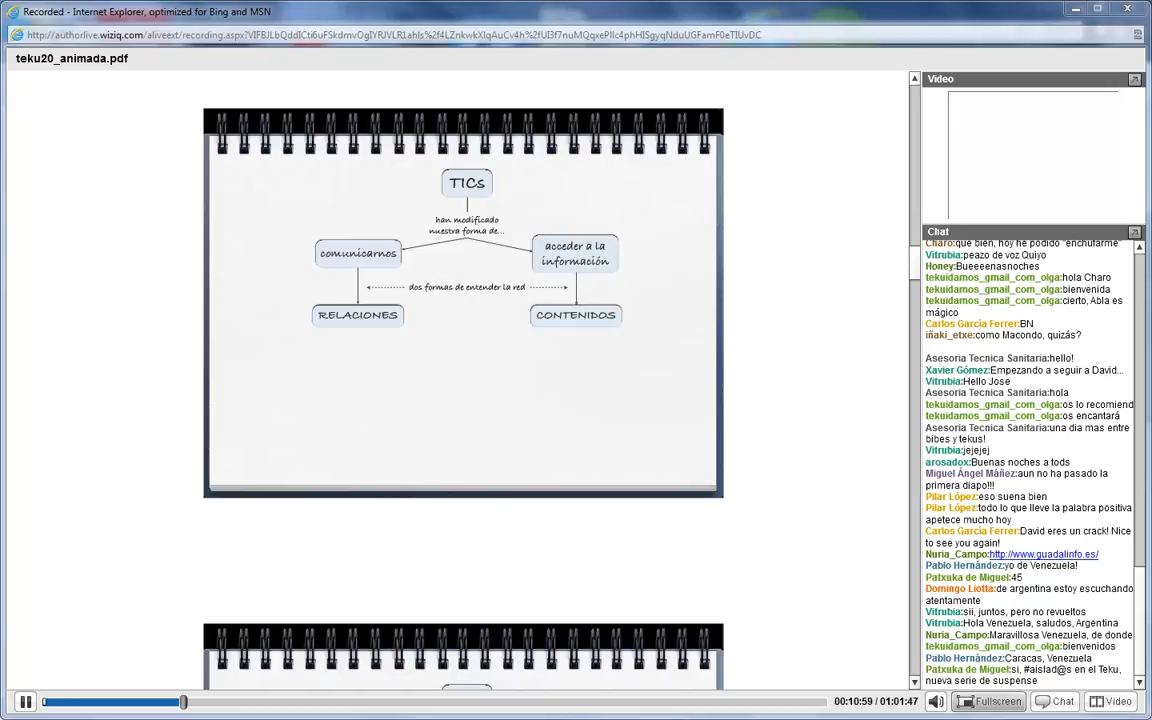 Recorded - Internet Explorer, optimized for Bing and MSN
teku20_animada.pdf
TICs
han modificado
nuestra forma de...
comunicarnos
acceder a la
información
dos formas de entender la red
RELACIONES
CONTENIDOS
Video
Chat
Charo:que bien, hoy he podido "enchufarme"
Vitrubia:peazo de voz Quiyo
Honey:Bueeeenasnoches
tekuidamos_gmail_com_olga:hola Charo
tekuidamos_gmail_com_olga:bienvenida
tekuidamos_gmail_com_olga:cierto, Abla es
mágico
Carlos García Ferrer:BN
iñaki_etxe:como Macondo, quizás?
Asesoria Tecnica Sanitaria:hello!
Xavier Gómez:Empezando a seguir a David...
Vitrubia:Hello Jose
Asesoria Tecnica Sanitaria:hola
tekuidamos_gmail_com_olga:os lo recomiend
tekuidamos_gmail_com_olga:os encantará
Asesoria Tecnica Sanitaria:una dia mas entre
bibes y tekus!
Vitrubia:jejejej
arosadox:Buenas noches a tods
Miguel Ángel Máñez:aun no ha pasado la
primera diapo!!!
Pilar López:eso suena bien
Pilar López:todo lo que lleve la palabra positiva
apetece mucho hoy
Carlos García Ferrer:David eres un crack! Nice
to see you again!
Nuria_Campo:http://www.guadalinfo.es/
Pablo Hernández:yo de Venezuela!
Patxuka de Miguel:45
Domingo Liotta:de argentina estoy escuchando
atentamente
Vitrubia:sii, juntos, pero no revueltos
Vitrubia:Hola Venezuela, saludos, Argentina
Nuria_Campo:Maravillosa Venezuela, de donde
tekuidamos_gmail_com_olga:bienvenidos
Pablo Hernández:Caracas, Venezuela
Patxuka de Miguel:si, #aislad@s en el Teku,
nueva serie de suspense
00:10:59 / 01:01:47
Fullscreen
Chat
Video